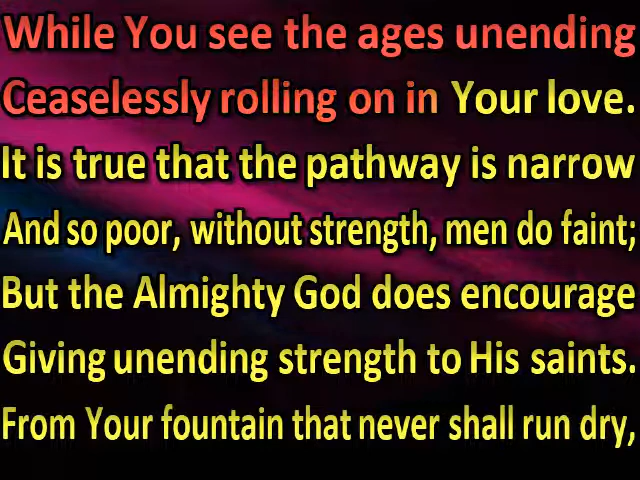 While You see the ages unending
Ceaselessly rolling on in Your love.
It is true that the pathway is narrow
And so poor, without strength, men do faint;
But the Almighty God does encourage
Giving unending strength to His saints.
From Your fountain that never shall run dry,